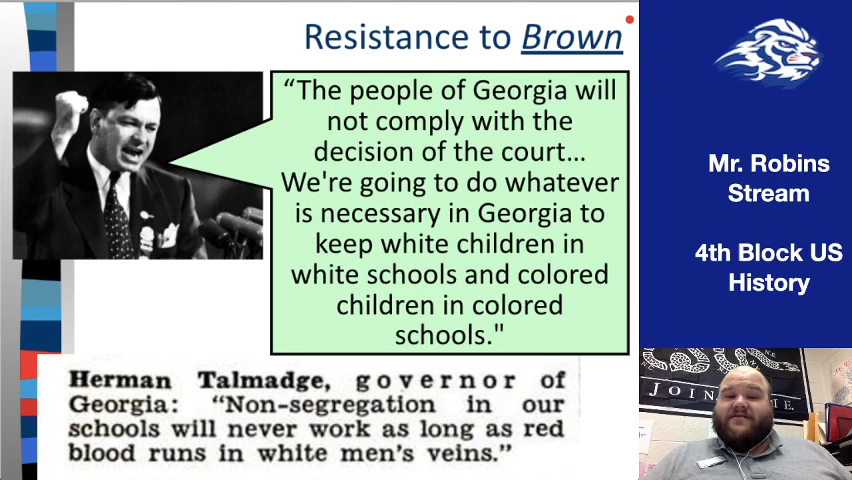 Resistance to Brown
“The people of Georgia will
not comply with the
decision of the court…
We're going to do whatever
is necessary in Georgia to
keep white children in
white schools and colored
children in colored
schools."
Herman Talmadge, governor of
Georgia: “Non-segregation in our
schools will never work as long as red
blood runs in white men's veins.”
Mr. Robins
Stream
4th Block US
History
JOIN
IE.